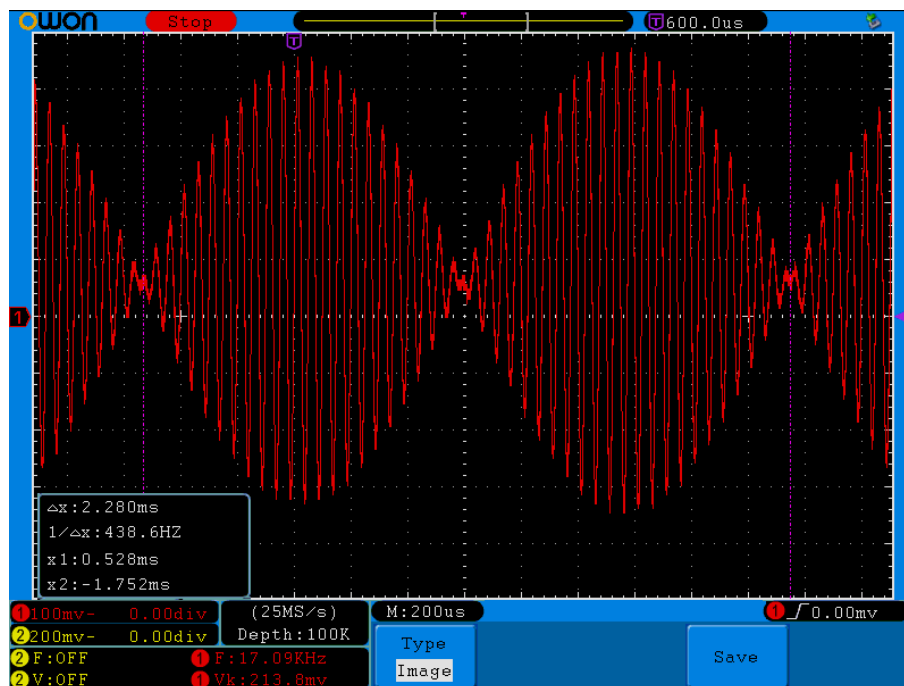 OWON
Stop
T
T 600.0us
1
△x:2.280ms
1/△x:438.6HZ
x1:0.528ms
x2:-1.752ms
1 100mv~ 0.00div
(25MS/s)
M:200us
1 0.00mv
2 200mv~ 0.00div
Depth:100K
2 F:OFF
1 F:17.09KHz
2 V:OFF
1 Vk:213.8mv
Type
Image
Save